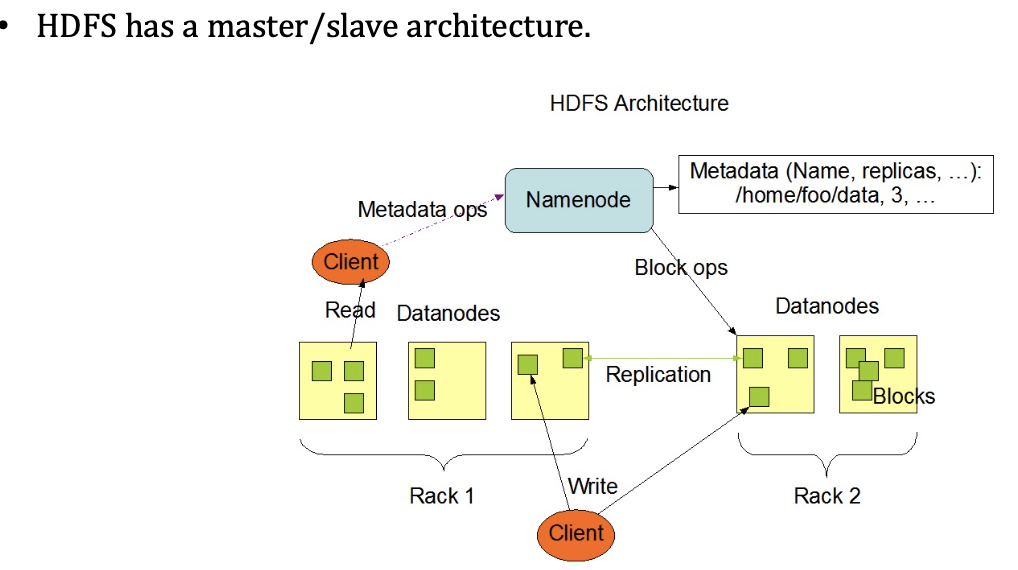 • HDFS has a master/slave architecture.
HDFS Architecture
Metadata (Name, replicas, ...):
/home/foo/data, 3, ...
Namenode
Metadata ops
Client
Block ops
Read
Datanodes
Datanodes
Replication
Blocks
Rack 1
Write
Rack 2
Client